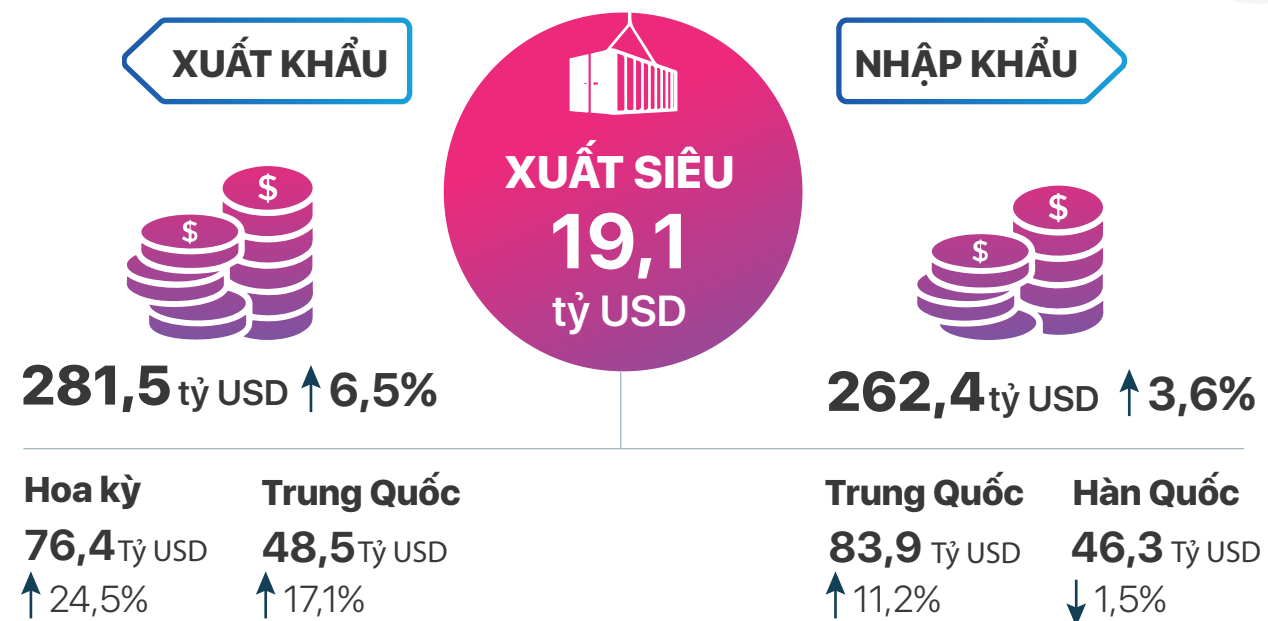 XUẤT KHẨU
$
$
281,5 tỷ USD 6,5%
XUẤT SIÊU
19,1
tỷ USD
NHẬP KHẨU
$
$
262,4 tỷ USD 3,6%
Hoa kỳ
76,4 Tỷ USD
24,5%
Trung Quốc
48,5 Tỷ USD
17,1%
Trung Quốc
83,9 Tỷ USD
11,2%
Hàn Quốc
46,3 Tỷ USD
1,5%